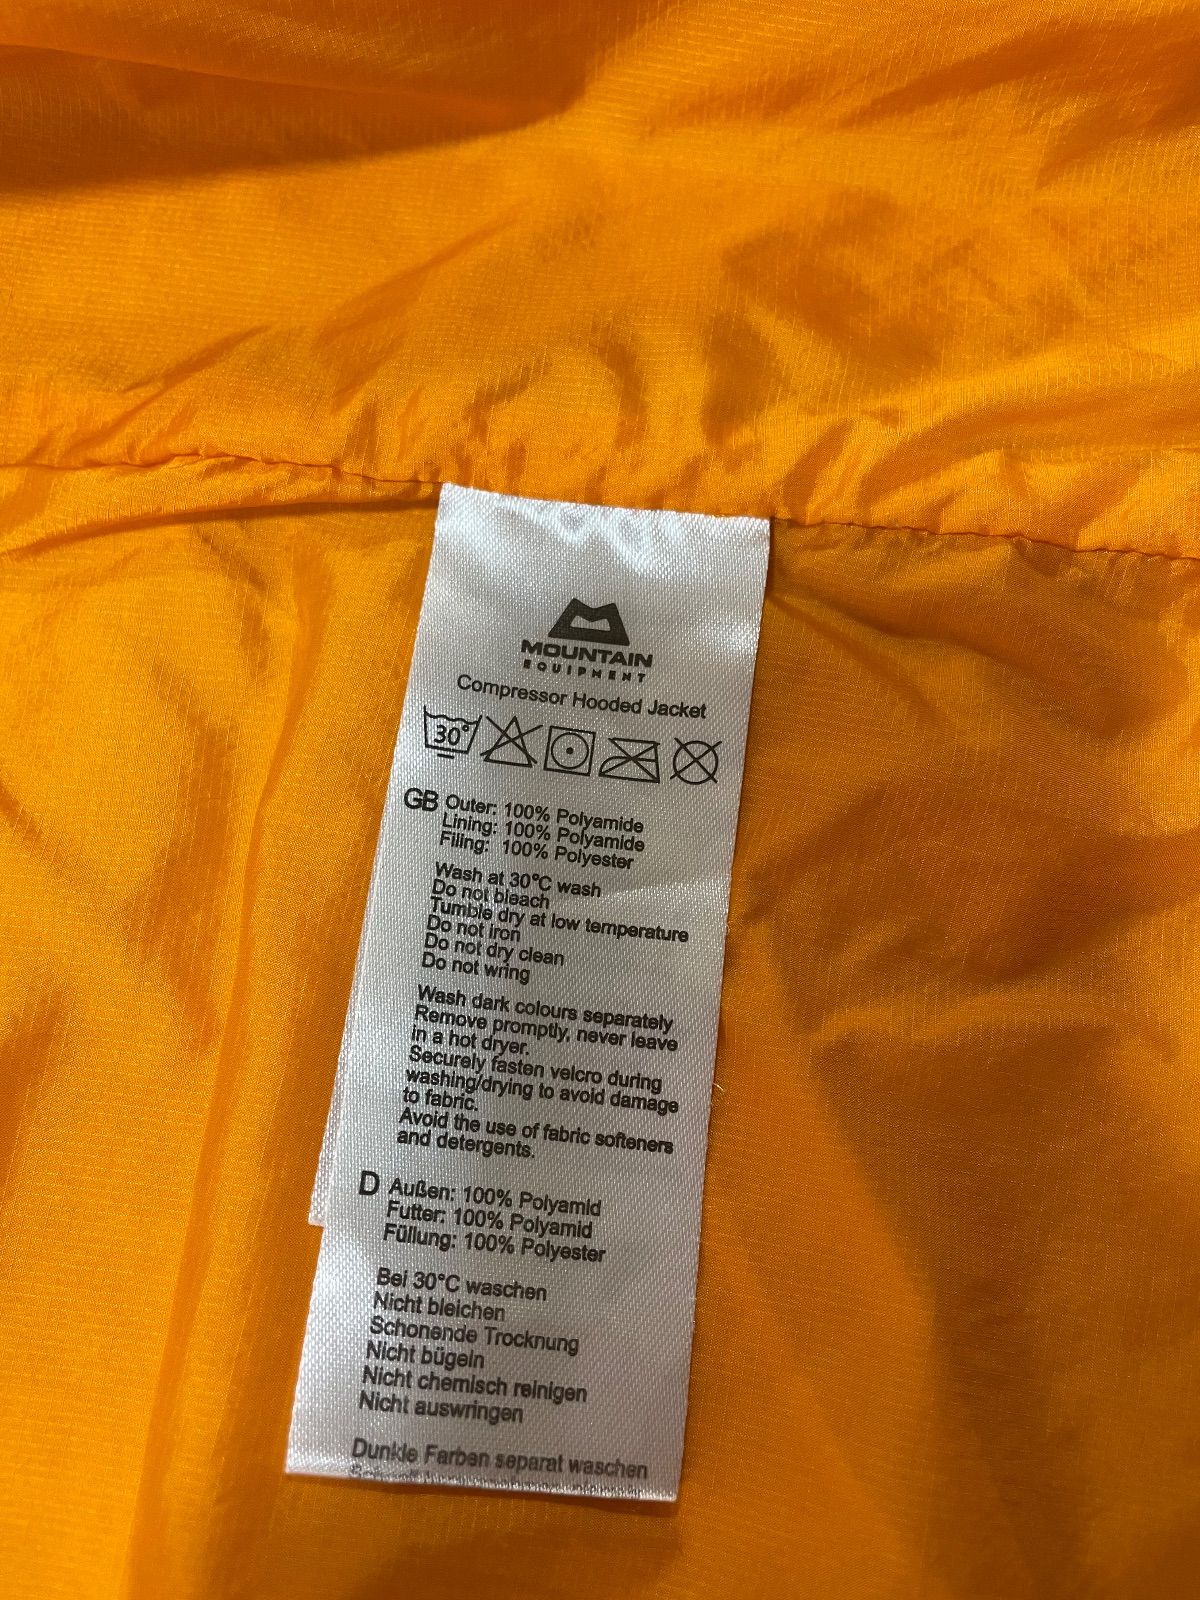 MOUNTAIN
EQUIPMENT
Compressor Hooded Jacket
30°
GB Outer: 100% Polyamide
Lining: 100% Polyamide
Filing: 100% Polyester
Wash at 30°C wash
Do not bleach
Tumble dry at low temperature
Do not iron
Do not dry clean
Do not wring
Wash dark colours separately
Remove promptly, never leave
in a hot dryer.
Securely fasten velcro during
washing/drying to avoid damage
to fabric.
Avoid the use of fabric softeners
and detergents.
D Außen: 100% Polyamid
Futter: 100% Polyamid
Füllung: 100% Polyester
Bei 30°C waschen
Nicht bleichen
Schonende Trocknung
Nicht bügeln
Nicht chemisch reinigen
Nicht auswringen
Dunkle Farben separat waschen